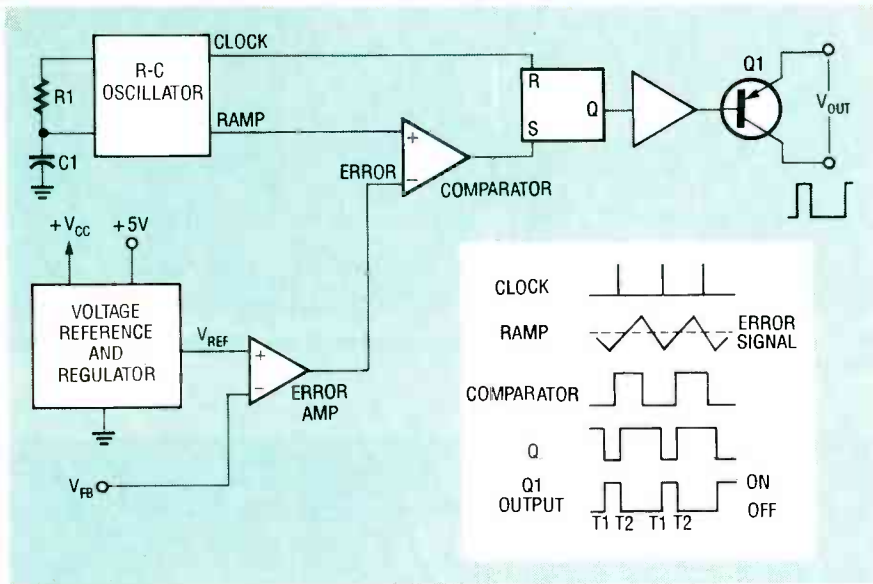 CLOCK
R-C
OSCILLATOR
R1
RAMP
C1
R
S
Q
Q1
VOUT
+
−
ERROR
COMPARATOR
+VCC
+5V
VOLTAGE
REFERENCE
AND
REGULATOR
VREF
+
−
ERROR
AMP
VFB
CLOCK
RAMP
ERROR
SIGNAL
COMPARATOR
Q
Q1
OUTPUT
ON
OFF
T1 T2 T1 T2